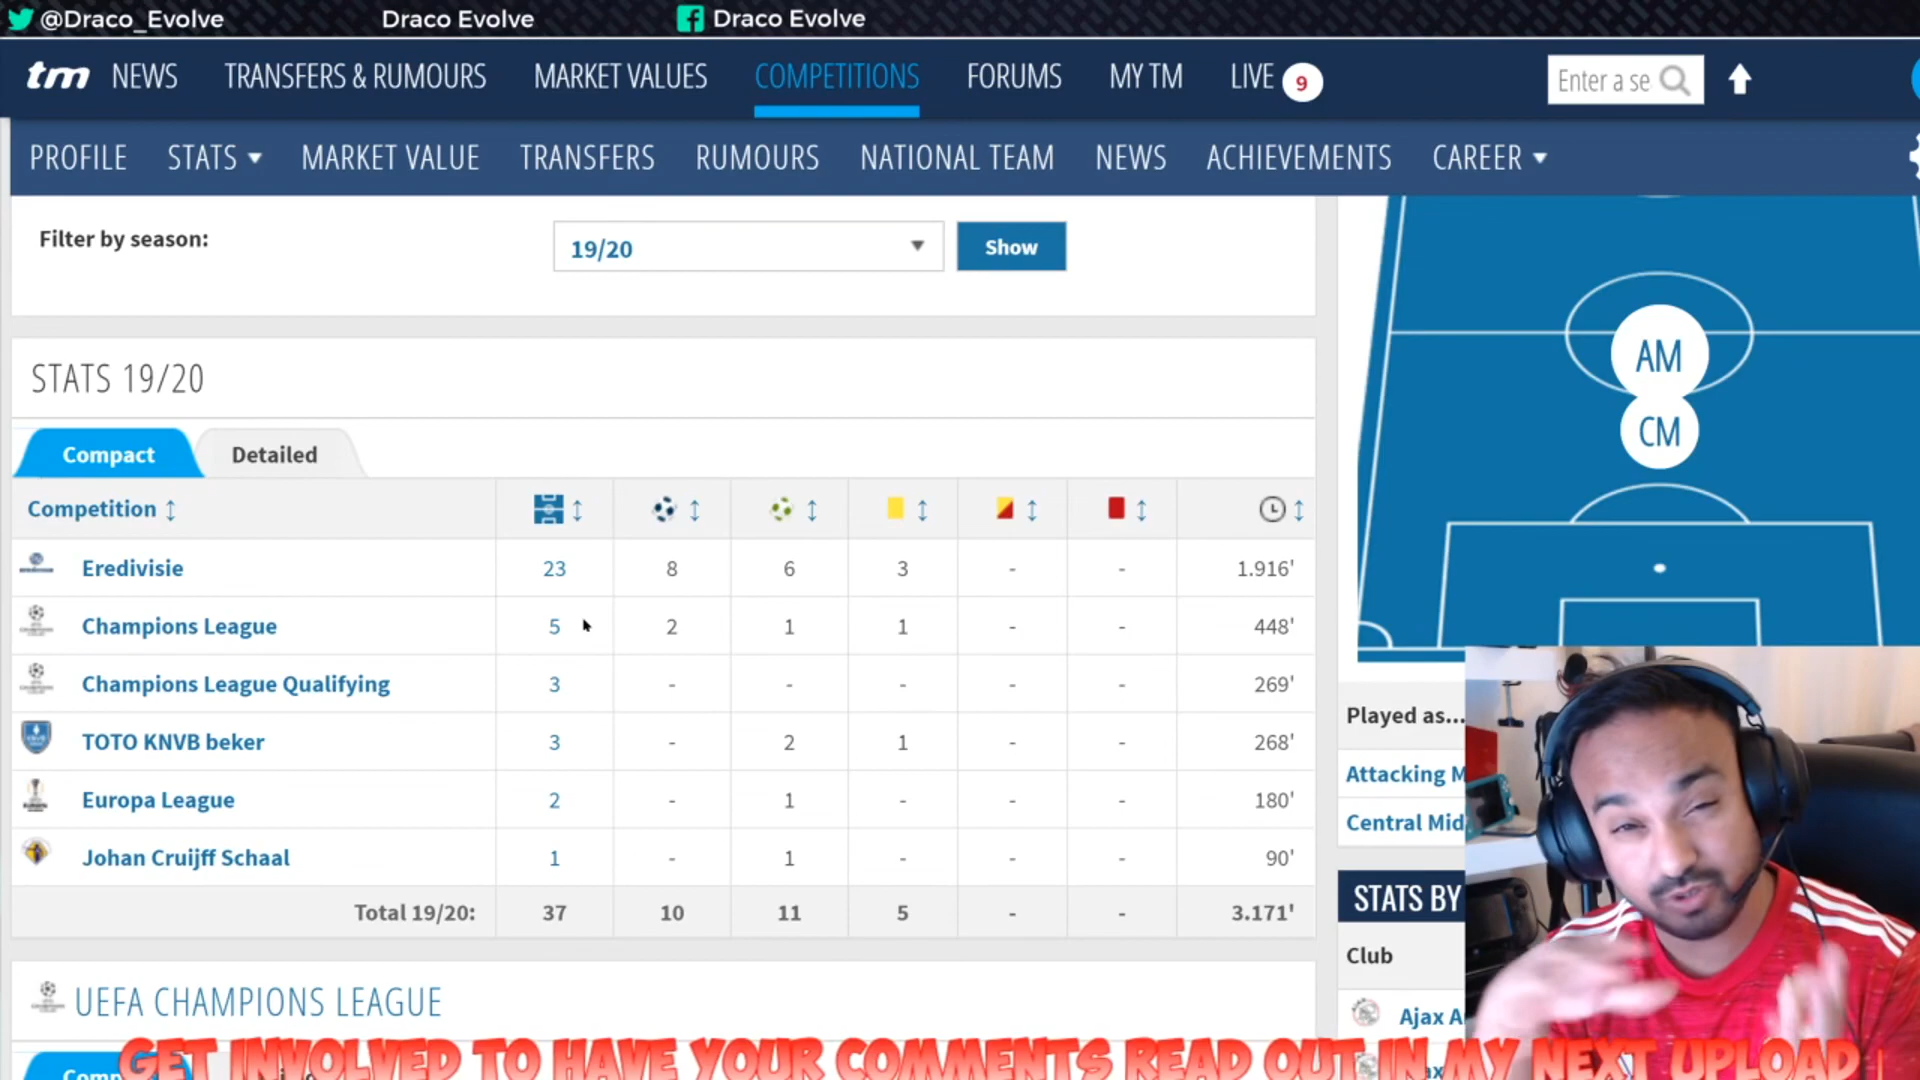 @Draco_Evolve Draco Evolve Draco Evolve
tm NEWS TRANSFERS & RUMOURS MARKET VALUES COMPETITIONS FORUMS MY TM LIVE 9 Enter a se
PROFILE STATS MARKET VALUE TRANSFERS RUMOURS NATIONAL TEAM NEWS ACHIEVEMENTS CAREER
Filter by season: 19/20 Show
STATS 19/20
Compact Detailed
Competition
Eredivisie 23 8 6 3 - - 1.916'
Champions League 5 2 1 1 - - 448'
Champions League Qualifying 3 - - - - - 269'
TOTO KNVB beker 3 - 2 1 - - 268'
Europa League 2 - 1 - - - 180'
Johan Cruijff Schaal 1 - 1 - - - 90'
Total 19/20: 37 10 11 5 - - 3.171'
UEFA CHAMPIONS LEAGUE
AM
CM
Played as...
Attacking M
Central Mid
STATS BY
Club
Ajax A
GET INVOLVED TO HAVE YOUR COMMENTS READ OUT IN MY NEXT UPLOAD